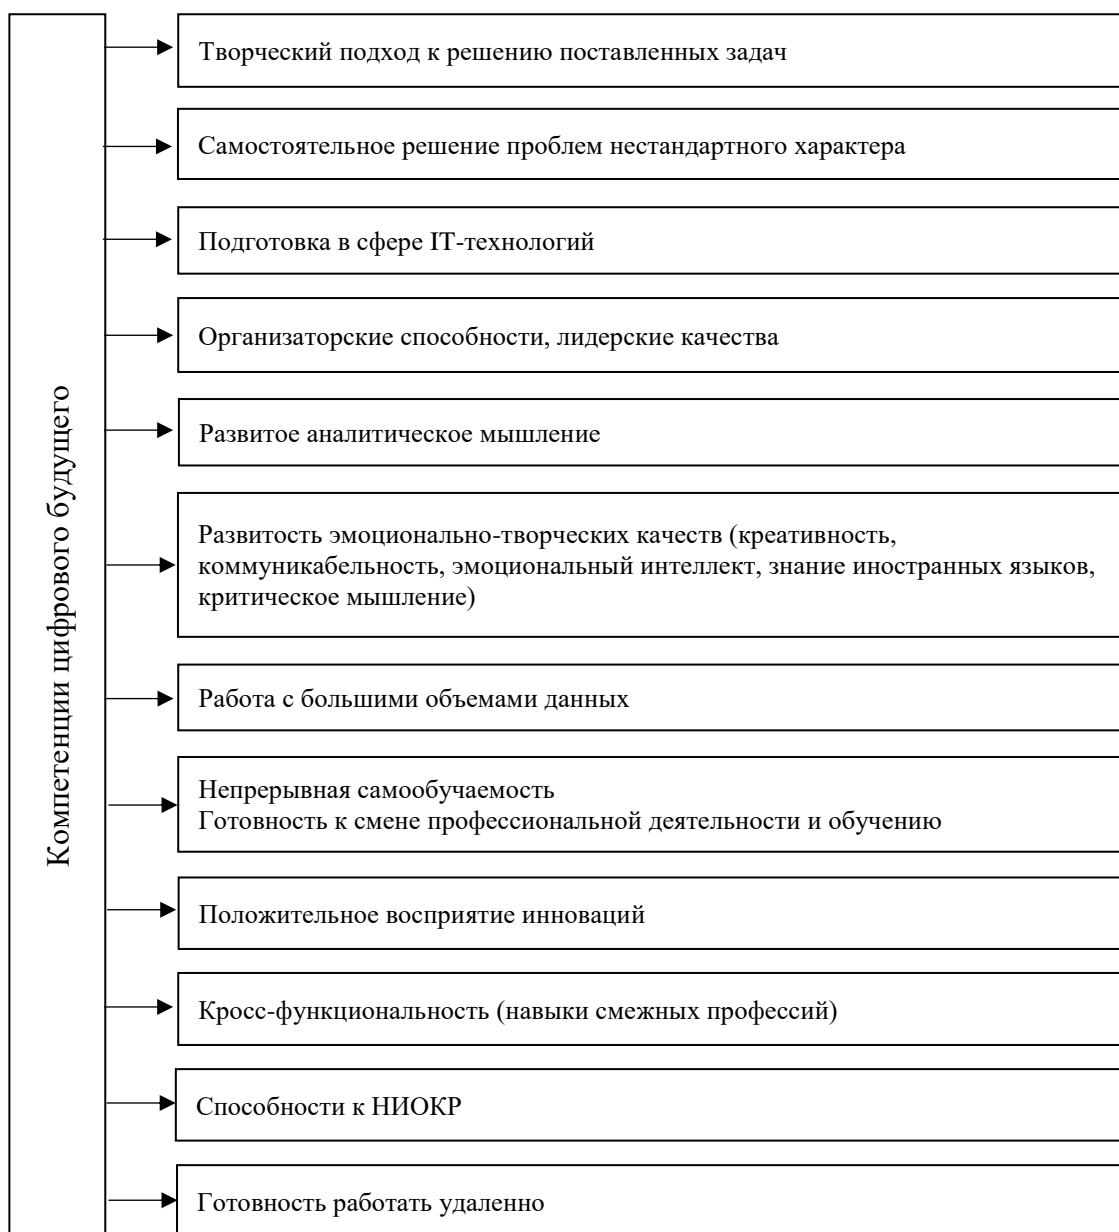 Компетенции цифрового будущего
Творческий подход к решению поставленных задач
Самостоятельное решение проблем нестандартного характера
Подготовка в сфере IT-технологий
Организаторские способности, лидерские качества
Развитое аналитическое мышление
Развитость эмоционально-творческих качеств (креативность,
коммуникабельность, эмоциональный интеллект, знание иностранных языков,
критическое мышление)
Работа с большими объемами данных
Непрерывная самообучаемость
Готовность к смене профессиональной деятельности и обучению
Положительное восприятие инноваций
Кросс-функциональность (навыки смежных профессий)
Способности к НИОКР
Готовность работать удаленно